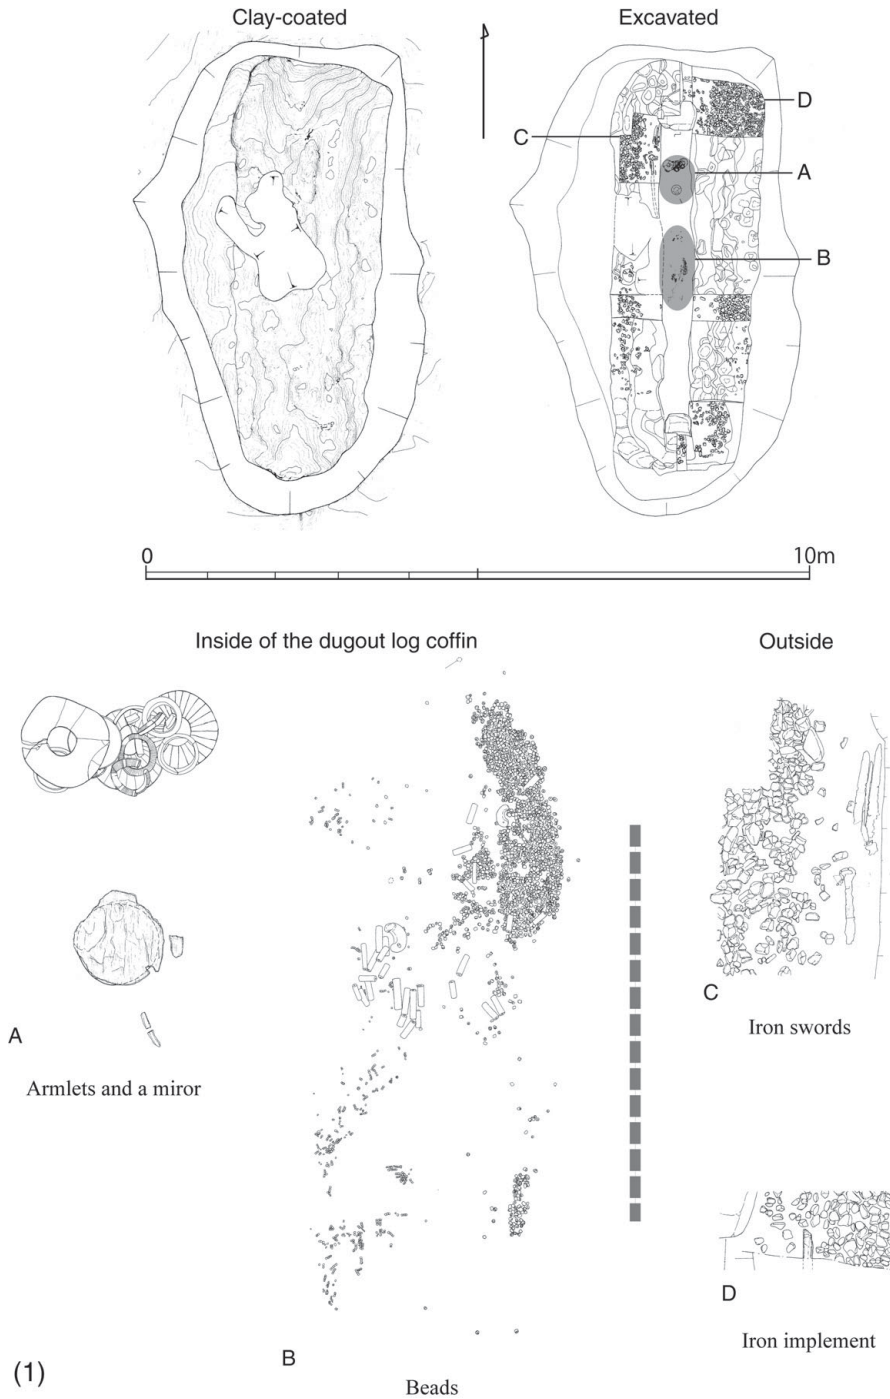 Clay-coated
Excavated
D
C
A
B
0
10m
Inside of the dugout log coffin
Outside
A
Armlets and a miror
C
Iron swords
D
Iron implement
B
Beads
(1)